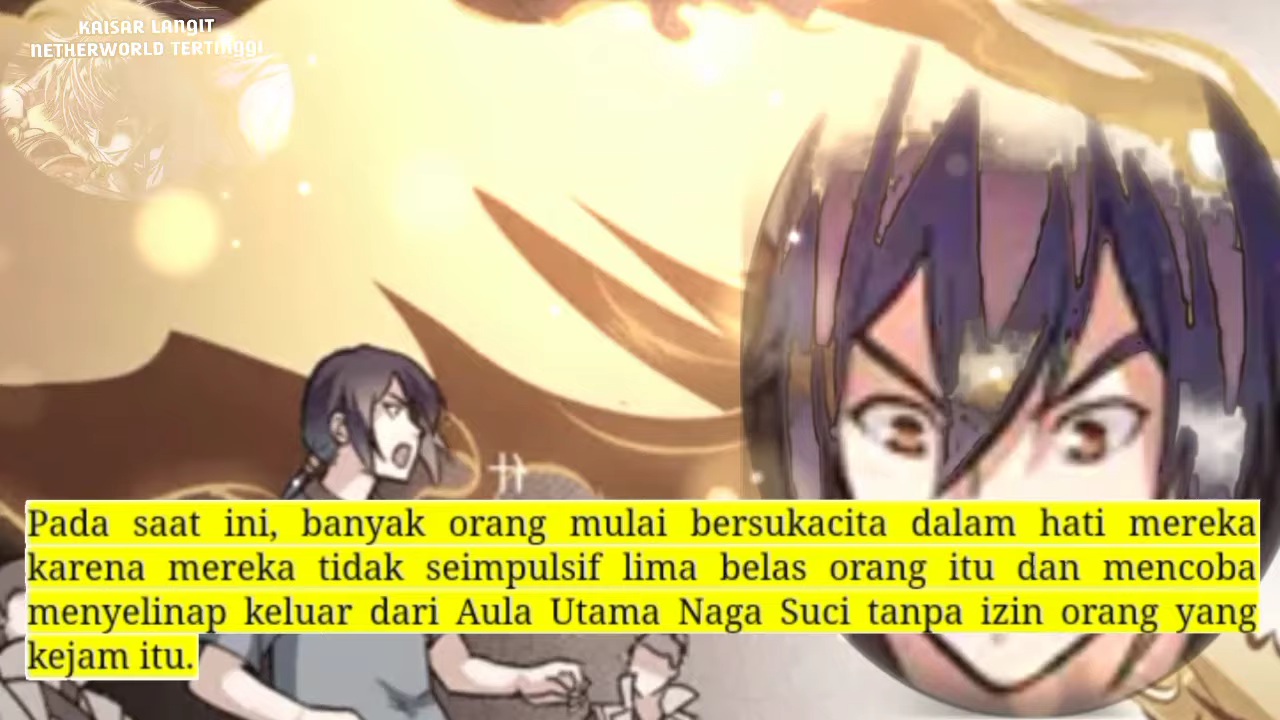 KAISAR LANGIT
NETHERWORLD TERTINGGI
Pada saat ini, banyak orang mulai bersukacita dalam hati mereka
karena mereka tidak seimpulsif lima belas orang itu dan mencoba
menyelinap keluar dari Aula Utama Naga Suci tanpa izin orang yang
kejam itu.